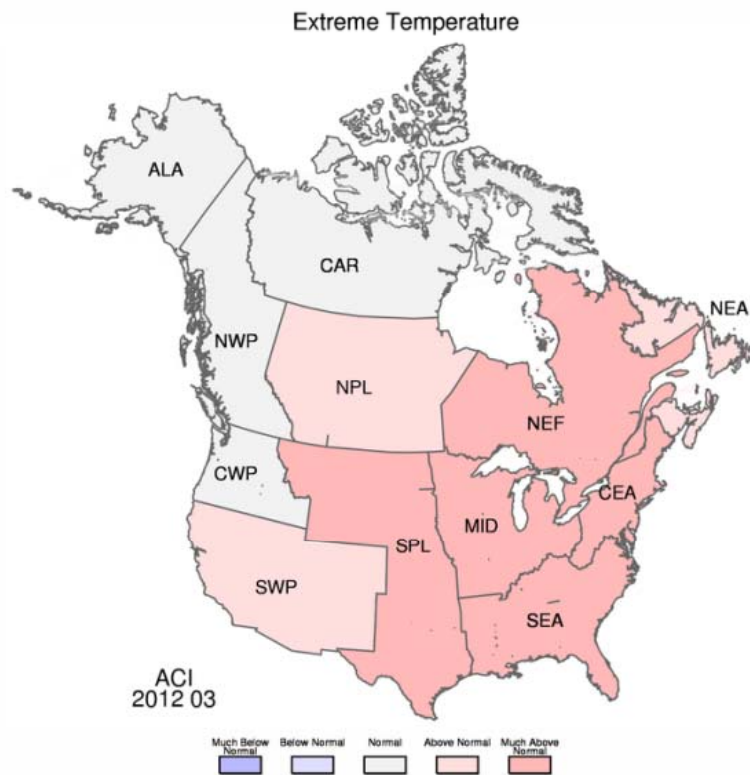 Extreme Temperature
ALA
CAR
NEA
NWP
NPL
NEF
CWP
CEA
MID
SPL
SWP
SEA
ACI
2012 03
Much Below
Normal
Below Normal
Normal
Above Normal
Much Above
Normal